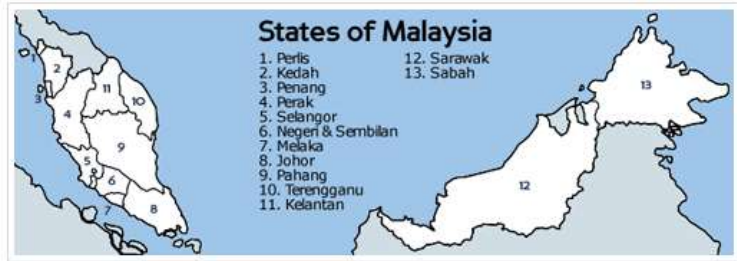 States of Malaysia
1. Perlis
2. Kedah
3. Penang
4. Perak
5. Selangor
6. Negeri & Sembilan
7. Melaka
8. Johor
9. Pahang
10. Terengganu
11. Kelantan
12. Sarawak
13. Sabah
1
2
3
4
11
10
9
5
6
7
8
12
13